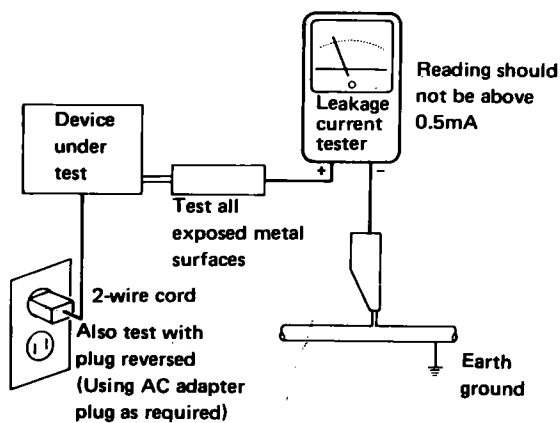 Device
under
test
Leakage
current
tester
+ −
Reading should
not be above
0.5mA
Test all
exposed metal
surfaces
2-wire cord
Also test with
plug reversed
(Using AC adapter
plug as required)
Earth
ground